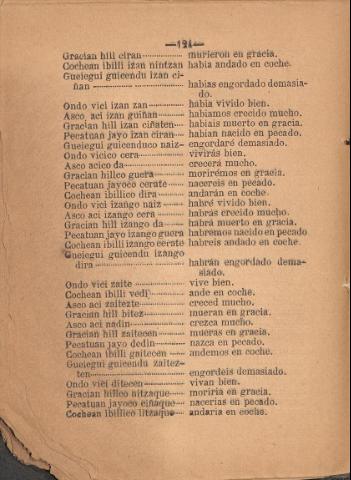 —124—
Gracian hill ciran ------ murieron en gracia.
Cochean ibilli izan nintzan había andado en coche.
Gueiegui guicendu izan ci-
ñan ------ habias engordado demasia-
do.
Ondo vici izan zan ------ habia vivido bien.
Asco aci izan guiñan ------ habiamos crecido mucho.
Gracian hill izan ciñaten ------ habiais muerto en gracia.
Pecatuan jayo izan ciran ------ habian nacido en pecado.
Gueiegui guicenduco naiz ------ engordaré demasiado.
Ondo vicico cera ------ vivirás bien.
Asco acico da ------ crecerá mucho.
Gracian hillco guera ------ morirémos en gracia.
Pecatuan jayoco cerate ------ nacereis en pecado.
Cochean ibillico dira ------ andarán en coche.
Ondo vici izango naiz ------ habré vivido bien.
Asco aci izango cera ------ habrás crecido mucho.
Gracian hill izango da ------ habrá muerto en gracia.
Pecatuan jayo izango guera habremos nacido en pecado
Cochean ibilli izango cerate habreis andado en coche.
Gueiegui guicendu izango
dira ------ habrán engordado dema-
siado.
Ondo vici zaite ------ vive bien.
Cochean ibilli vedi ------ ande en coche.
Asco aci zaitezte ------ creced mucho.
Gracian hill bitez ------ mueran en gracia.
Asco aci nadin ------ crezca mucho.
Gracian hill zaitecen ------ mueras en gracia.
Pecatuan jayo dedin ------ nazca en pecado.
Cochean ibilli gaitecen ------ andemos en coche.
Gueiegui guicendu zaitez-
ten ------ engordeis demasiado.
Ondo vici ditecen ------ vivan bien.
Gracian hillco nitzaque ------ moriria en gracia.
Pecatuan jayoco ciñaque ------ nacerias en pecado.
Cochean ibillico litzaque ------ andaria en coche.